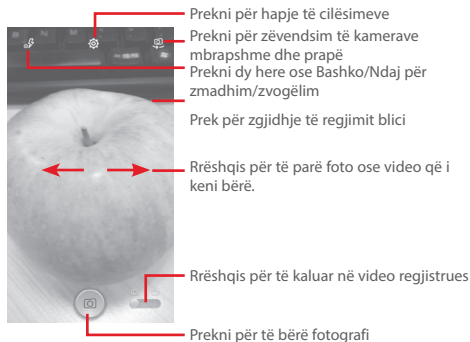 Prekni për hapje të cilësimeve
Prekni për zëvendsim të kamerave
mbrapshme dhe prapë
Prekni dy here ose Bashko/Ndaj për
zmadhim/zvogëlim
Prek për zgjidhje të regjimit blici
Rrëshqis për të parë foto ose video që i
keni bërë.
Rrëshqis për të kaluar në video regjistrues
Prekni për të bërë fotografi